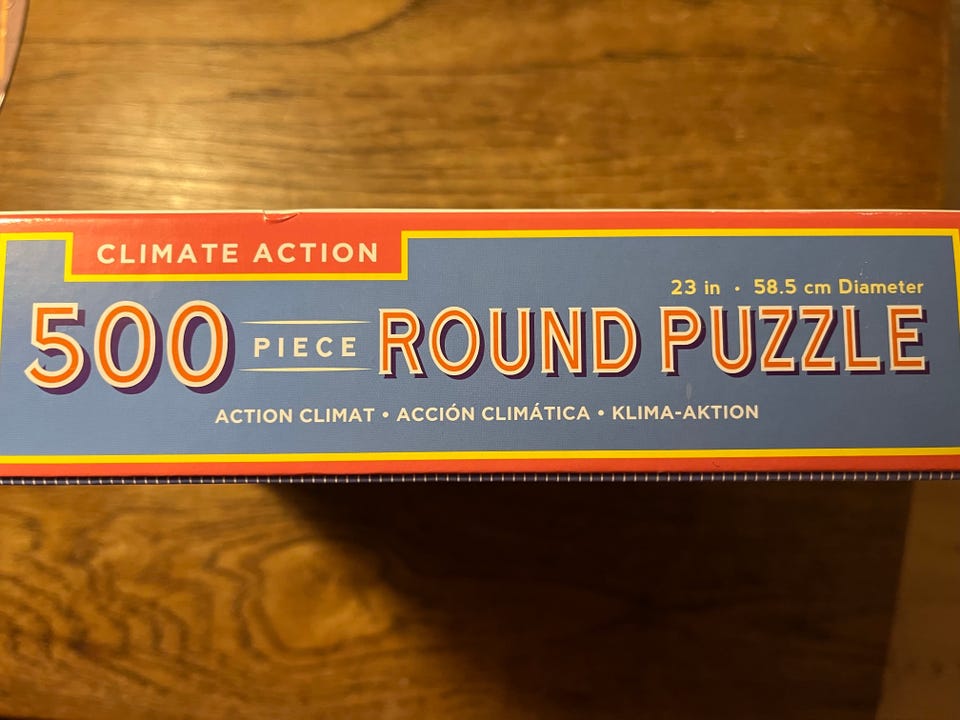 CLIMATE ACTION
23 in · 58.5 cm Diameter
500 PIECE ROUND PUZZLE
ACTION CLIMAT • ACCIÓN CLIMÁTICA • KLIMA-AKTION